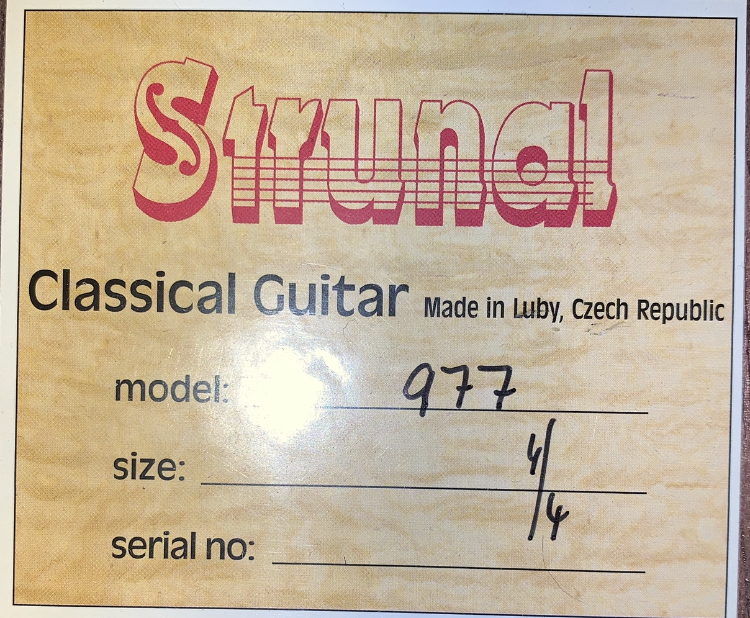 Strunal
Classical Guitar Made in Luby, Czech Republic
model: 977
size: 4/4
serial no: